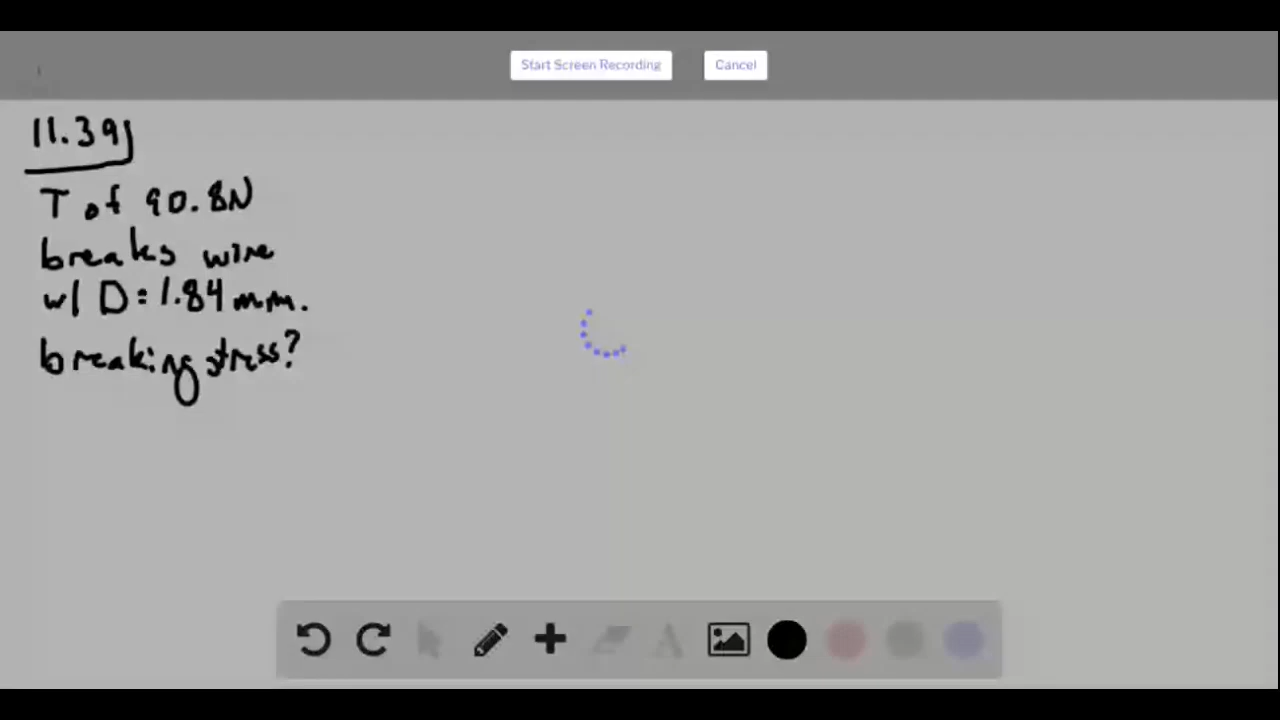 Start Screen Recording Cancel
11.39
T of 90.8N
breaks wire
w/ D = 1.84 mm.
breaking stress?